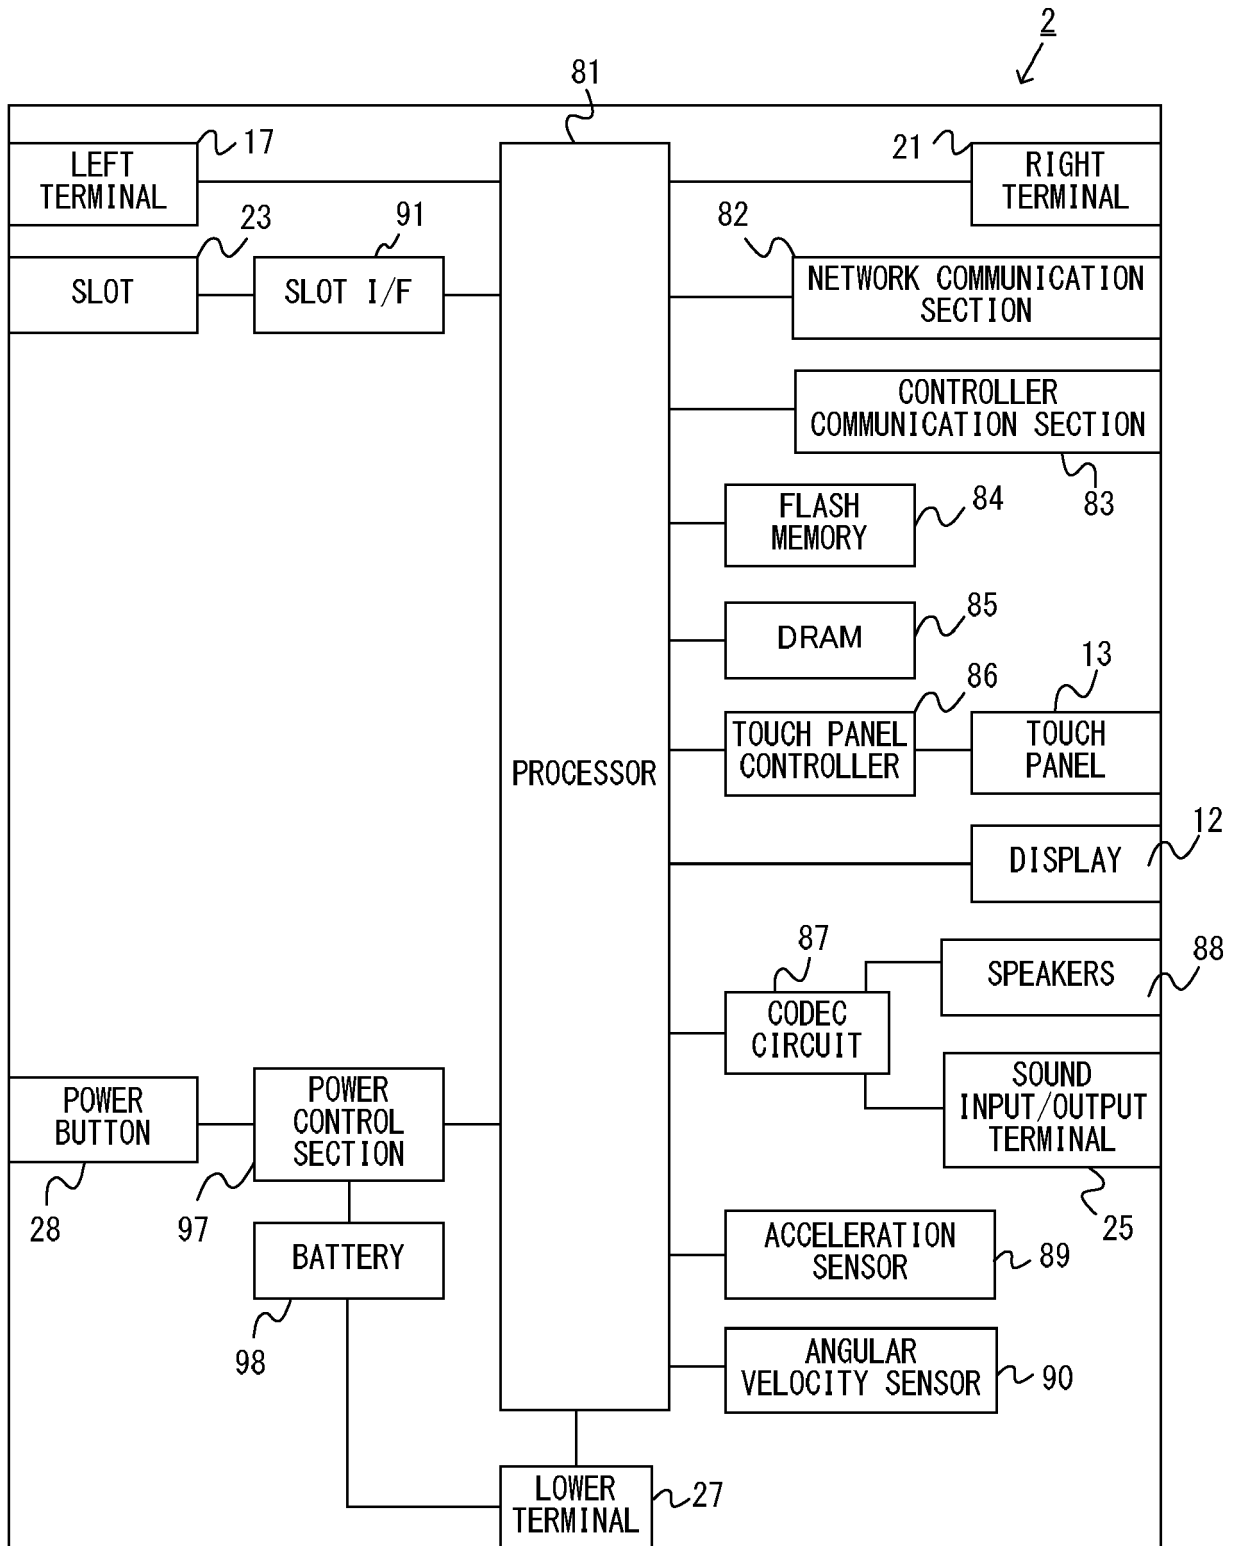 2
81
17
LEFT
TERMINAL
21
RIGHT
TERMINAL
23
SLOT
91
SLOT I/F
82
NETWORK COMMUNICATION
SECTION
CONTROLLER
COMMUNICATION SECTION
83
FLASH
MEMORY
84
DRAM
85
86
TOUCH PANEL
CONTROLLER
13
TOUCH
PANEL
PROCESSOR
DISPLAY
12
87
CODEC
CIRCUIT
SPEAKERS
88
SOUND
INPUT/OUTPUT
TERMINAL
25
POWER
BUTTON
28
POWER
CONTROL
SECTION
97
BATTERY
98
ACCELERATION
SENSOR
89
ANGULAR
VELOCITY SENSOR
90
LOWER
TERMINAL
27